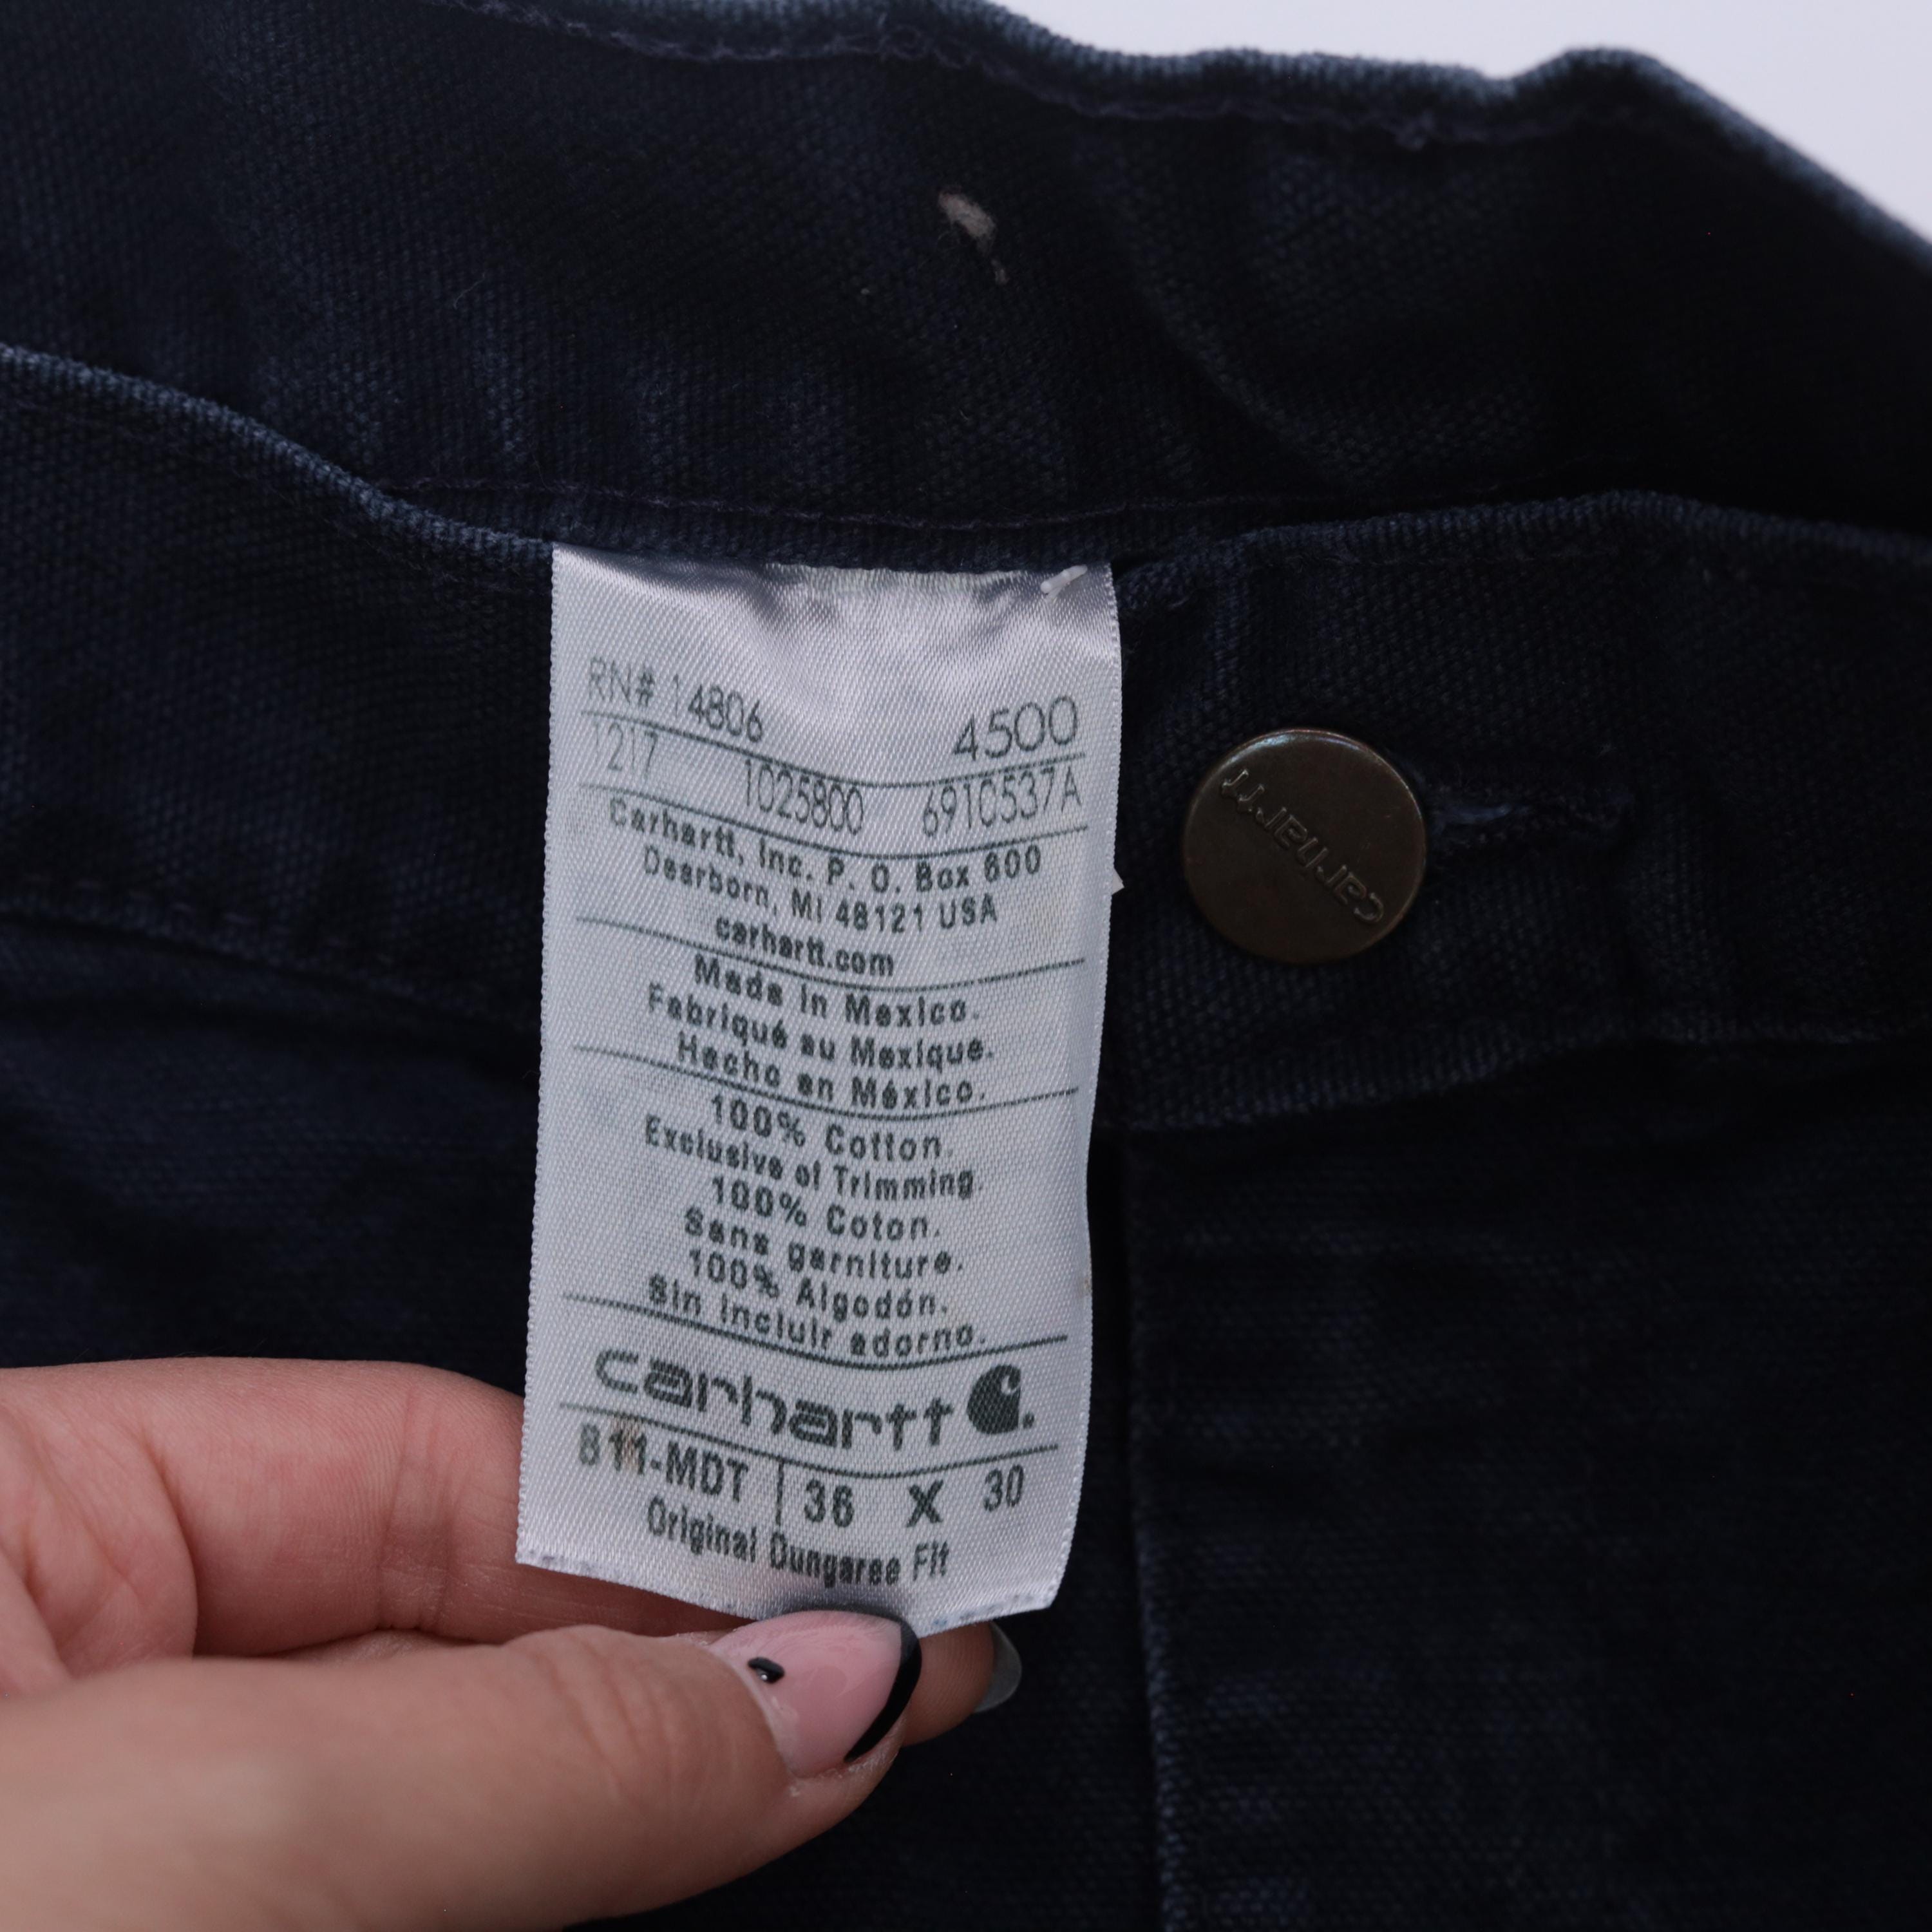 RN# 14806 4500
1217 1025800 691C537A
Carhartt, Inc. P. O. Box 600
Dearborn, MI 48121 USA
carhartt.com
Made in Mexico.
Fabriqué au Mexique.
Hecho en México.
100% Cotton.
Exclusive of Trimming.
100% Coton.
Sans garniture.
100% Algodón.
Sin incluir adorno.
carhartt
B11-MDT | 36 X 30
Original Dungaree Fit
carhartt